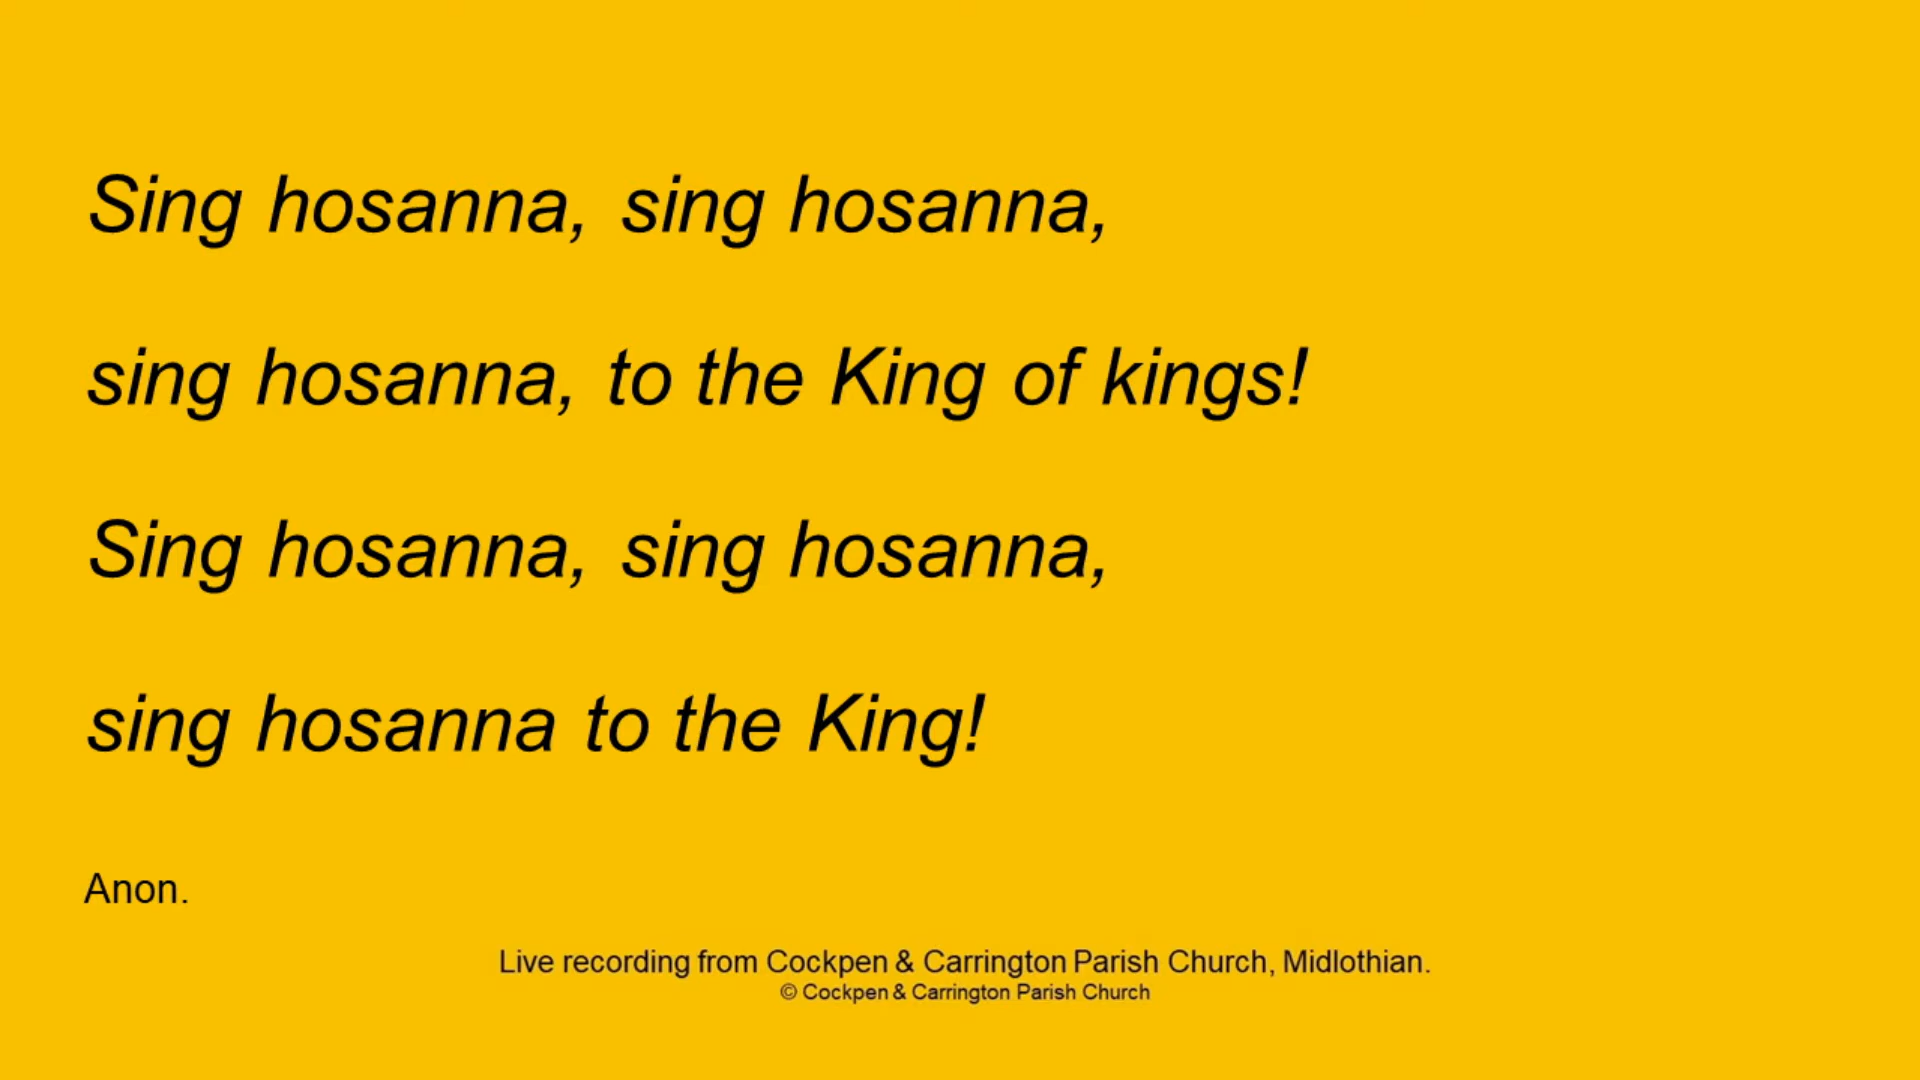 Sing hosanna, sing hosanna,
sing hosanna, to the King of kings!
Sing hosanna, sing hosanna,
sing hosanna to the King!
Anon.
Live recording from Cockpen & Carrington Parish Church, Midlothian.
© Cockpen & Carrington Parish Church